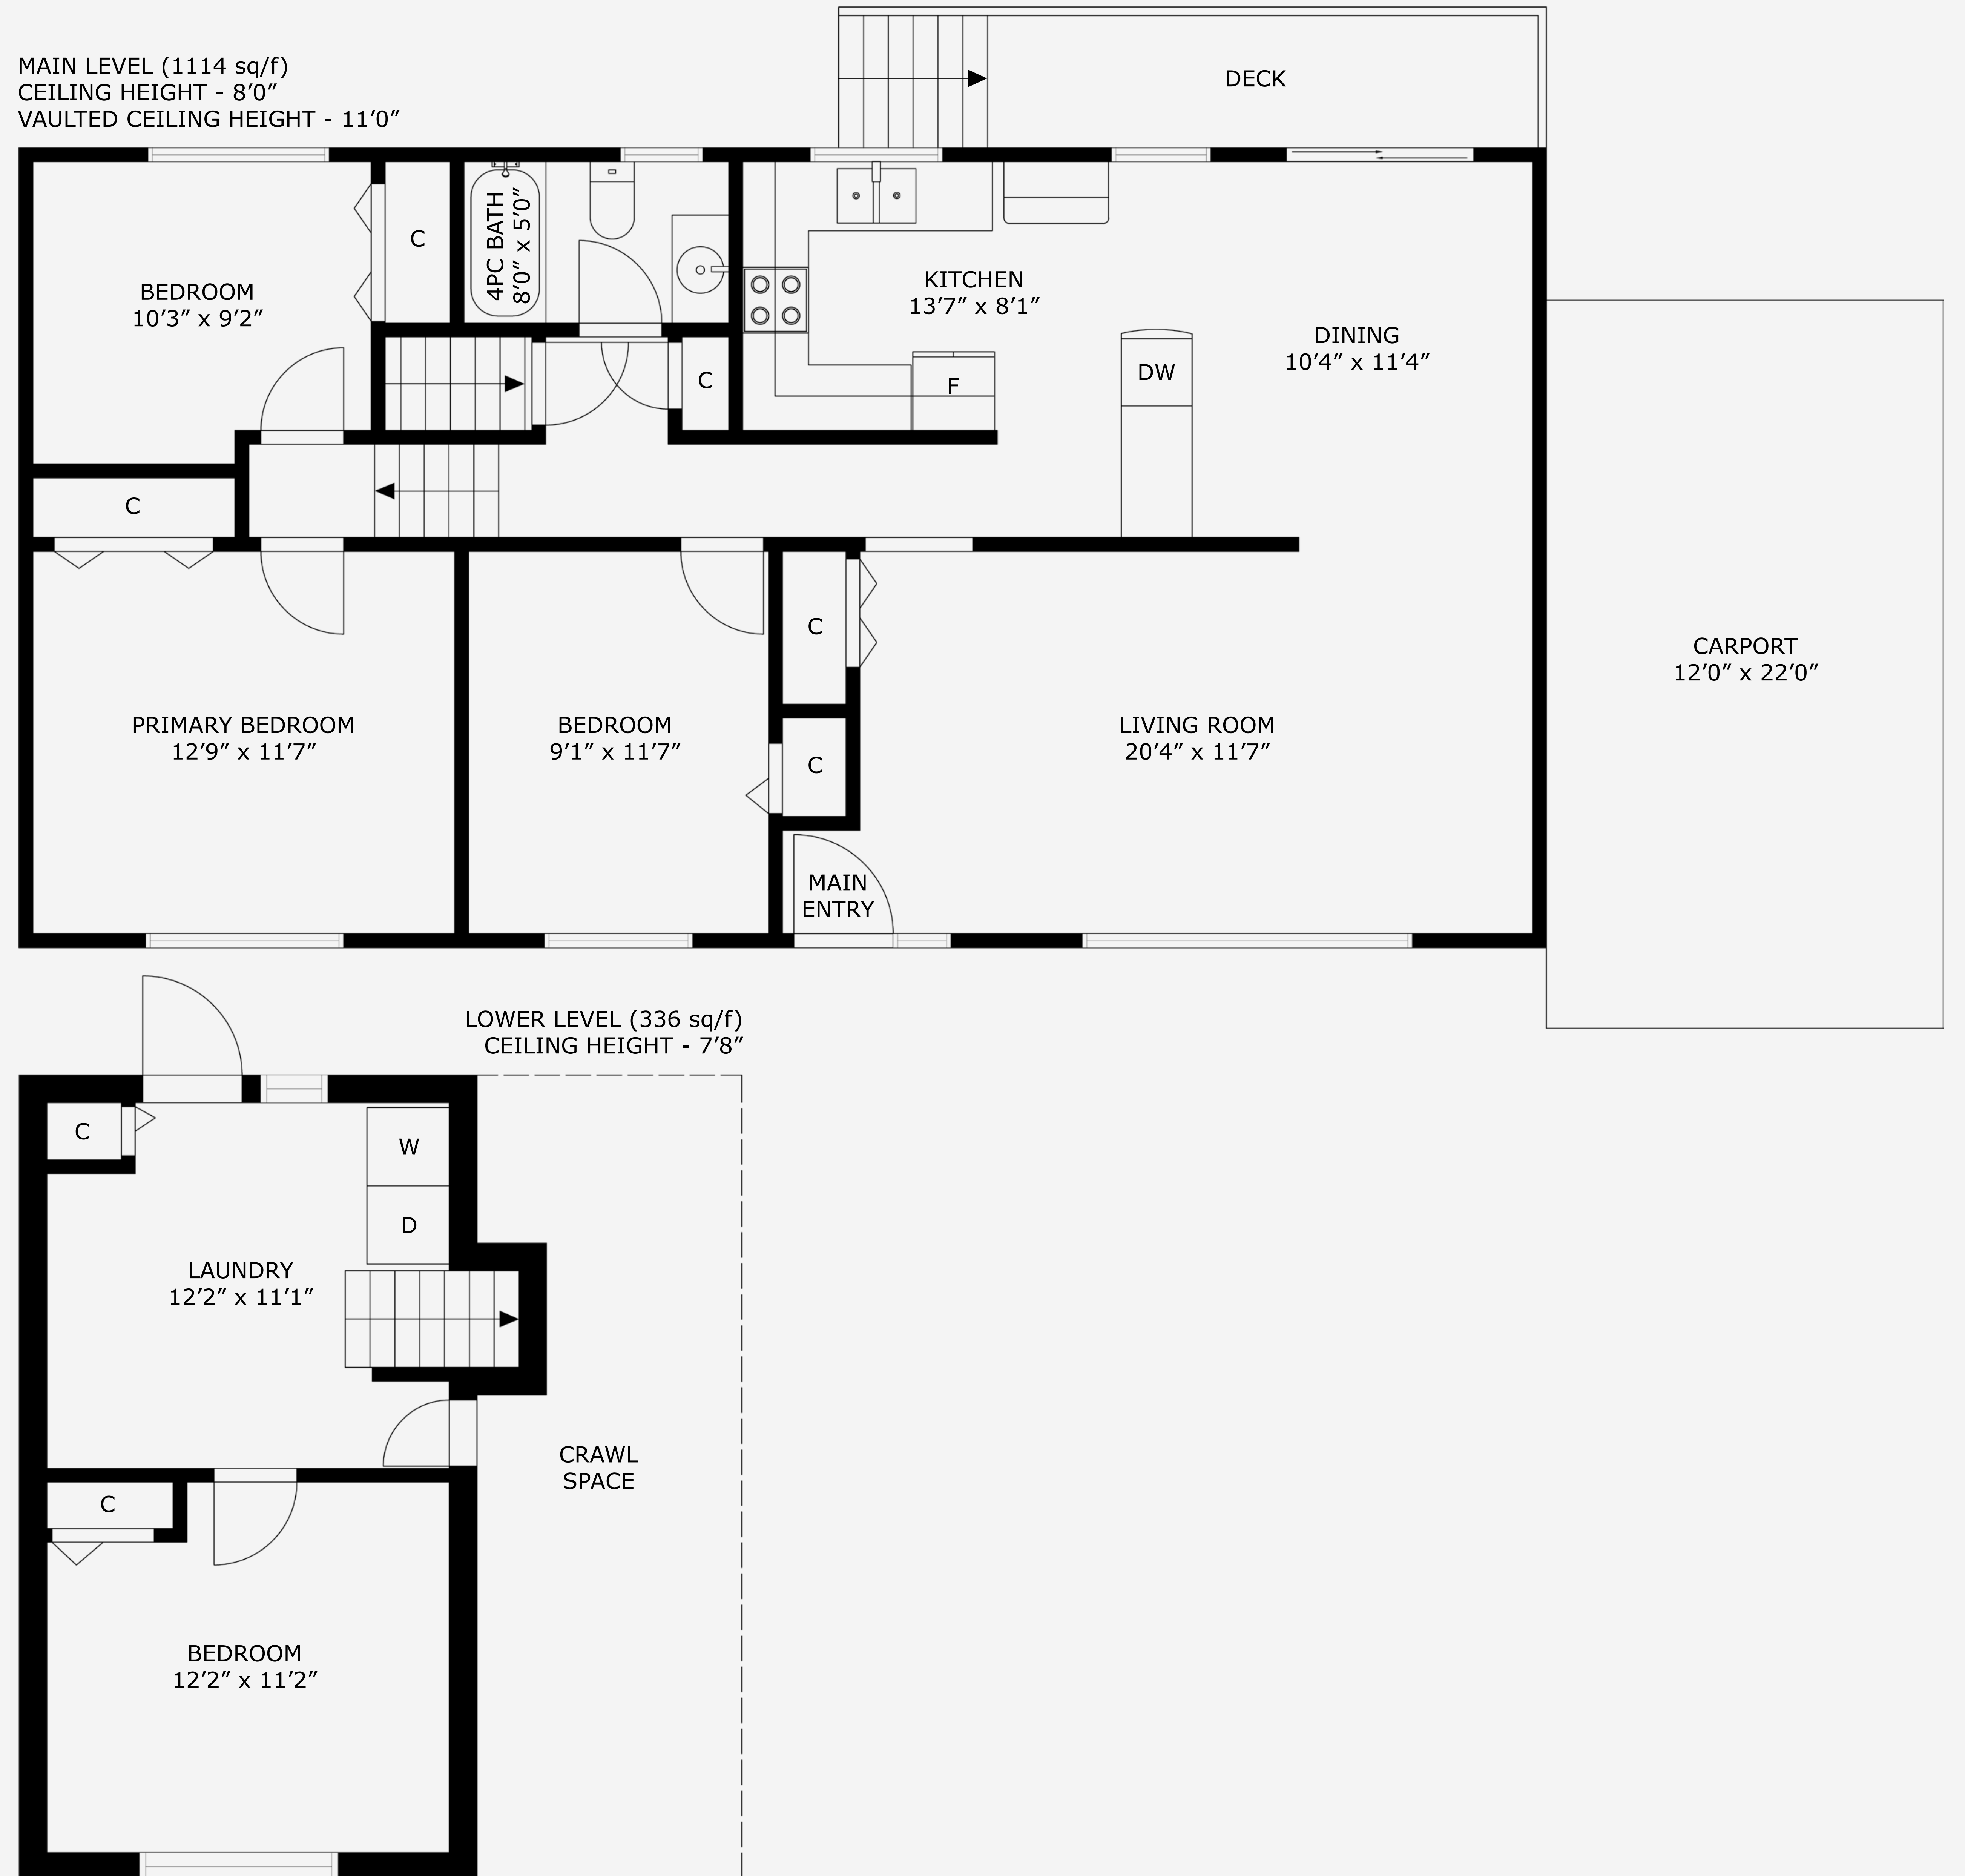 MAIN LEVEL (1114 sq/f)
CEILING HEIGHT - 8’0”
VAULTED CEILING HEIGHT - 11’0”
DECK
BEDROOM
10’3” x 9’2”
C
4PC BATH
8’0” x 5’0”
C
KITCHEN
13’7” x 8’1”
F
DW
DINING
10’4” x 11’4”
C
PRIMARY BEDROOM
12’9” x 11’7”
BEDROOM
9’1” x 11’7”
C
C
LIVING ROOM
20’4” x 11’7”
MAIN
ENTRY
CARPORT
12’0” x 22’0”
LOWER LEVEL (336 sq/f)
CEILING HEIGHT - 7’8”
C
W
D
LAUNDRY
12’2” x 11’1”
CRAWL
SPACE
C
BEDROOM
12’2” x 11’2”